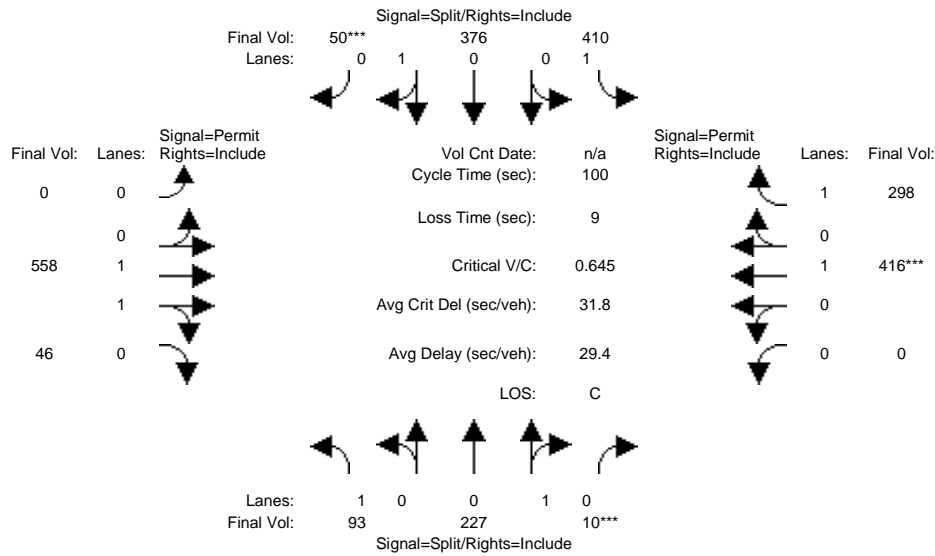 Signal=Split/Rights=Include
Final Vol: 50*** 376 410
Lanes: 0 1 0 0 1
Signal=Permit
Final Vol: Lanes: Rights=Include
Vol Cnt Date: n/a
Signal=Permit
Rights=Include Lanes: Final Vol:
Cycle Time (sec): 100
0 0
1 298
Loss Time (sec): 9
0
0
558 1
Critical V/C: 0.645
1 416***
1
Avg Crit Del (sec/veh): 31.8
0
46 0
Avg Delay (sec/veh): 29.4
0 0
LOS: C
Lanes: 1 0 0 1 0
Final Vol: 93 227 10***
Signal=Split/Rights=Include